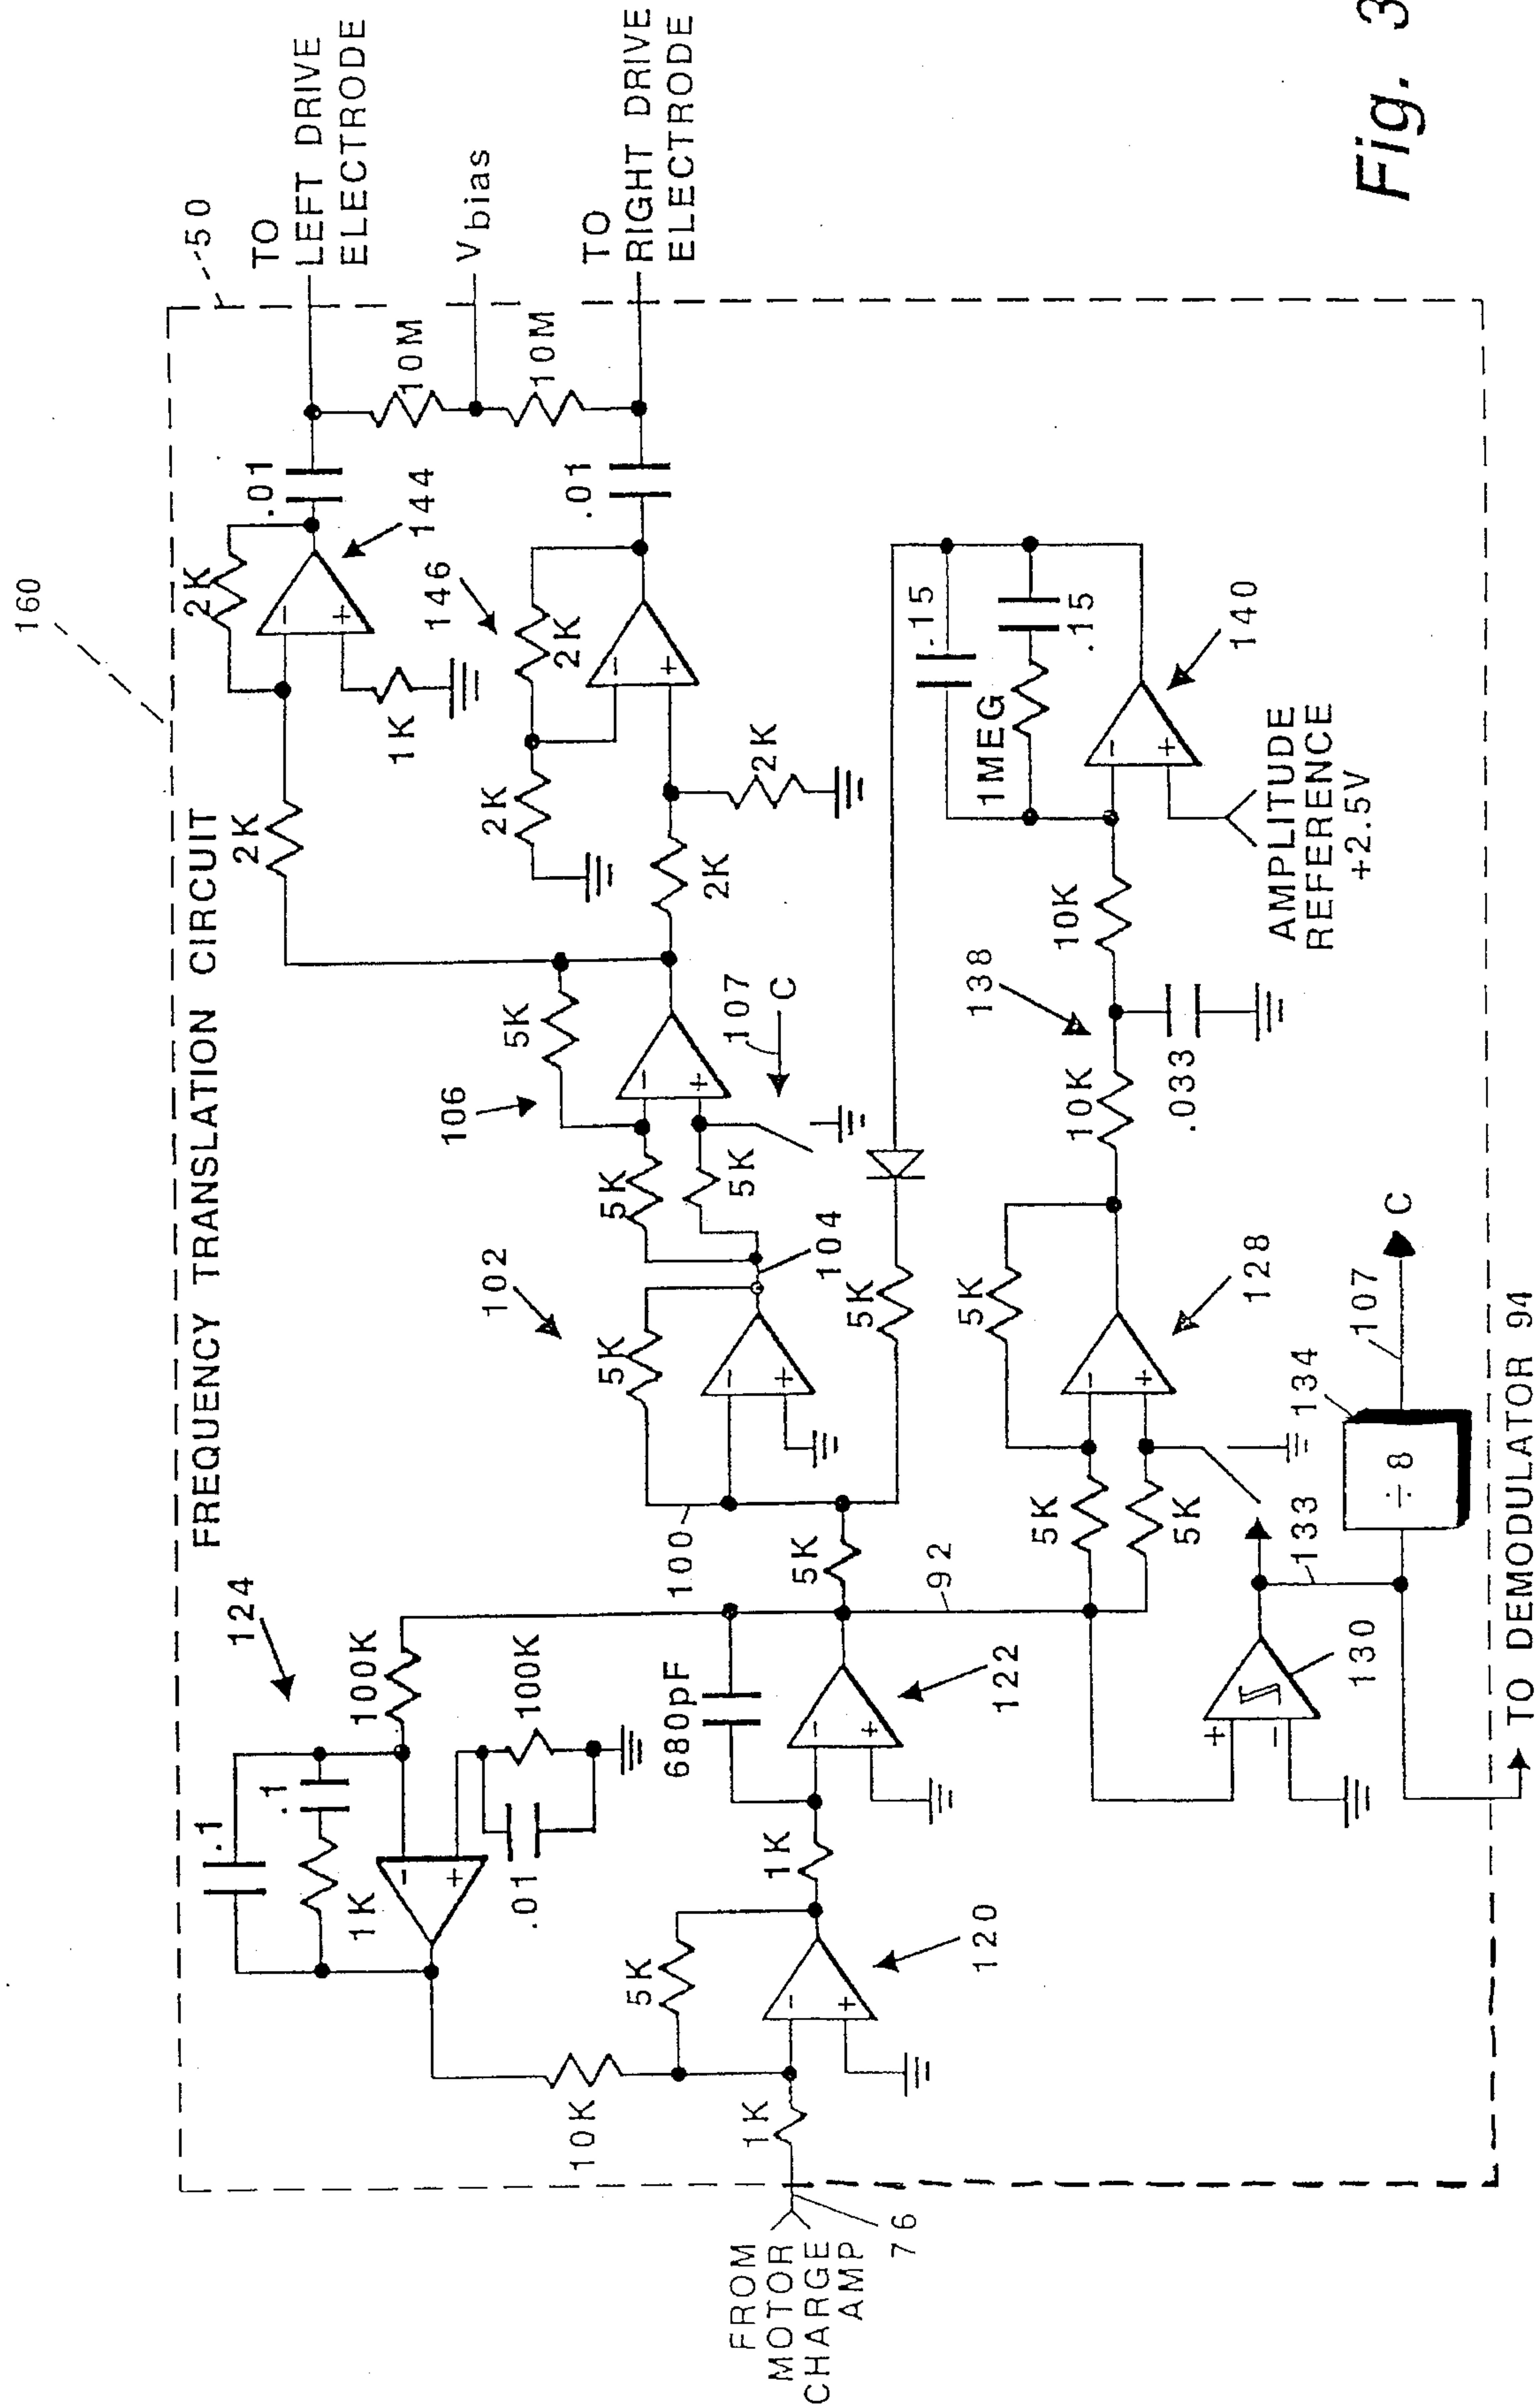 160
FREQUENCY TRANSLATION CIRCUIT
50
TO
LEFT DRIVE
ELECTRODE
Vbias
TO
RIGHT DRIVE
ELECTRODE
124
.1
.1
1K
100K
100K
.01
-
+
2K
2K
-
+
1K
144
.01
10M
10M
146
2K
2K
-
+
2K
2K
.01
106
5K
5K
5K
-
+
107
C
102
5K
-
+
104
100
5K
5K
680pF
-
+
122
92
10K
5K
1K
-
+
120
1K
FROM
MOTOR
CHARGE
AMP
76
5K
5K
5K
-
+
128
10K
138
.033
10K
.15
1MEG
.15
-
+
140
AMPLITUDE
REFERENCE
+2.5V
+
-
130
133
134
÷8
107
C
TO DEMODULATOR 94
Fig. 3